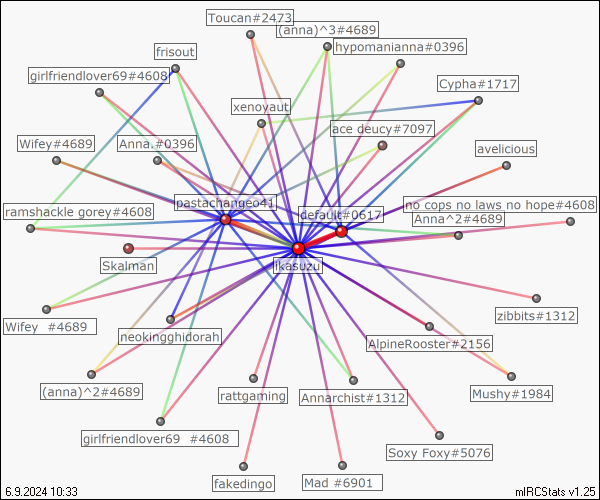 Toucan#2473
(anna)^3#4689
hypomanianna#0396
frisout
girlfriendlover69#4608
Cypha#1717
xenoyaut
ace deucy#7097
Wifey#4689
Anna.#0396
avelicious
pastachangeo41
no cops no laws no hope#4608
ramshackle gorey#4608
default#0617
Anna^2#4689
Skalman
Ikasuzu
zibbits#1312
Wifey  #4689
neokingghidorah
AlpineRooster#2156
(anna)^2#4689
rattgaming
Annarchist#1312
Mushy#1984
girlfriendlover69  #4608
Soxy Foxy#5076
fakedingo
Mad #6901
6.9.2024 10:33
mIRCStats v1.25